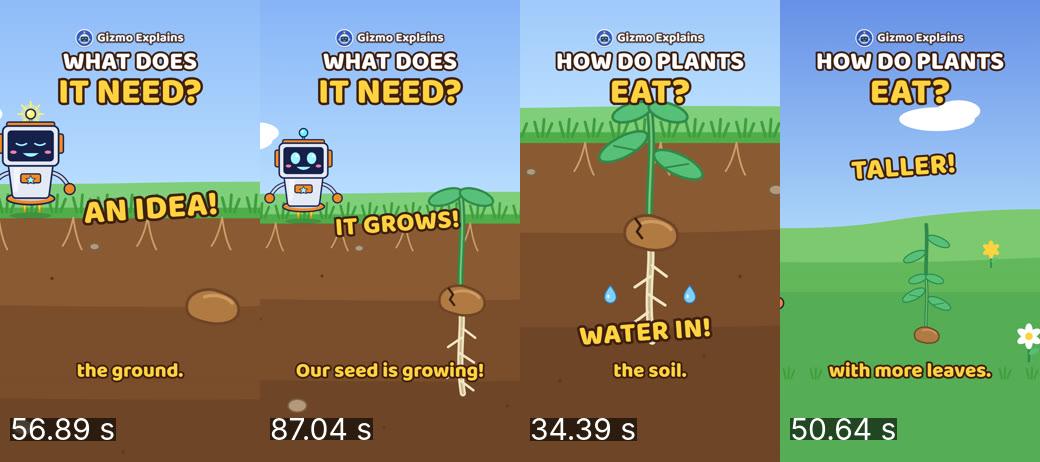 Gizmo Explains
WHAT DOES
IT NEED?
AN IDEA!
the ground.
56.89 s
Gizmo Explains
WHAT DOES
IT NEED?
IT GROWS!
Our seed is growing!
87.04 s
Gizmo Explains
HOW DO PLANTS
EAT?
WATER IN!
the soil.
34.39 s
Gizmo Explains
HOW DO PLANTS
EAT?
TALLER!
with more leaves.
50.64 s